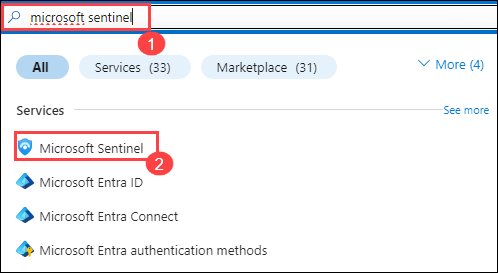 microsoft sentinel
1
All Services (33) Marketplace (31) More (4)
Services See more
Microsoft Sentinel
2
Microsoft Entra ID
Microsoft Entra Connect
Microsoft Entra authentication methods